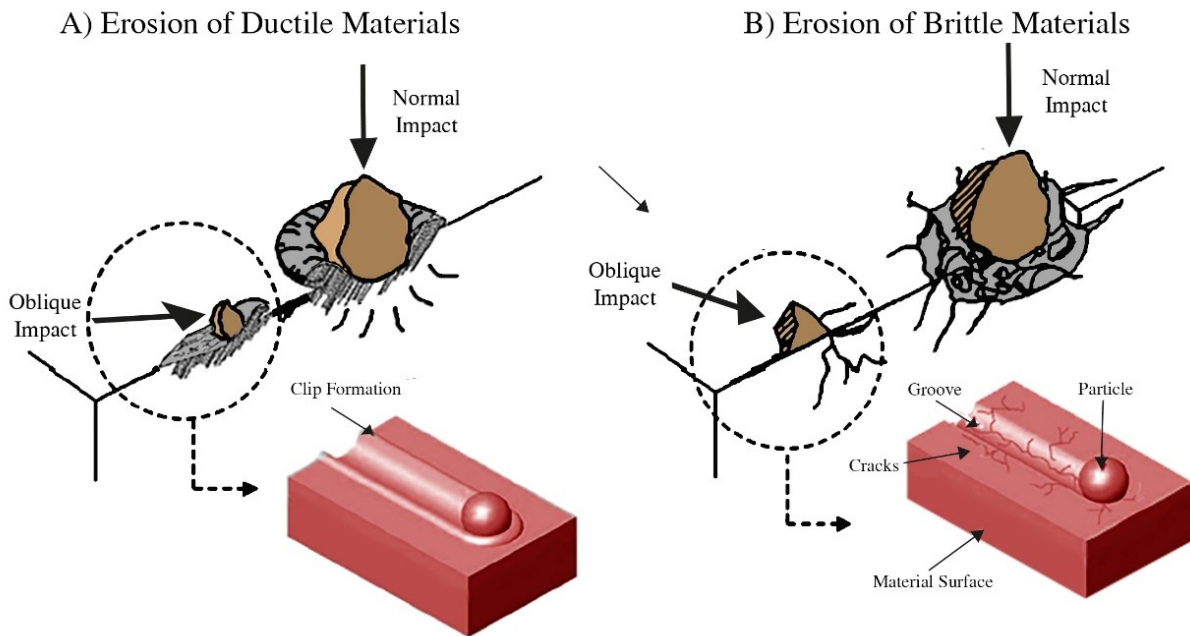 A) Erosion of Ductile Materials
Normal
Impact
Oblique
Impact
Clip Formation
B) Erosion of Brittle Materials
Normal
Impact
Oblique
Impact
Groove
Particle
Cracks
Material Surface